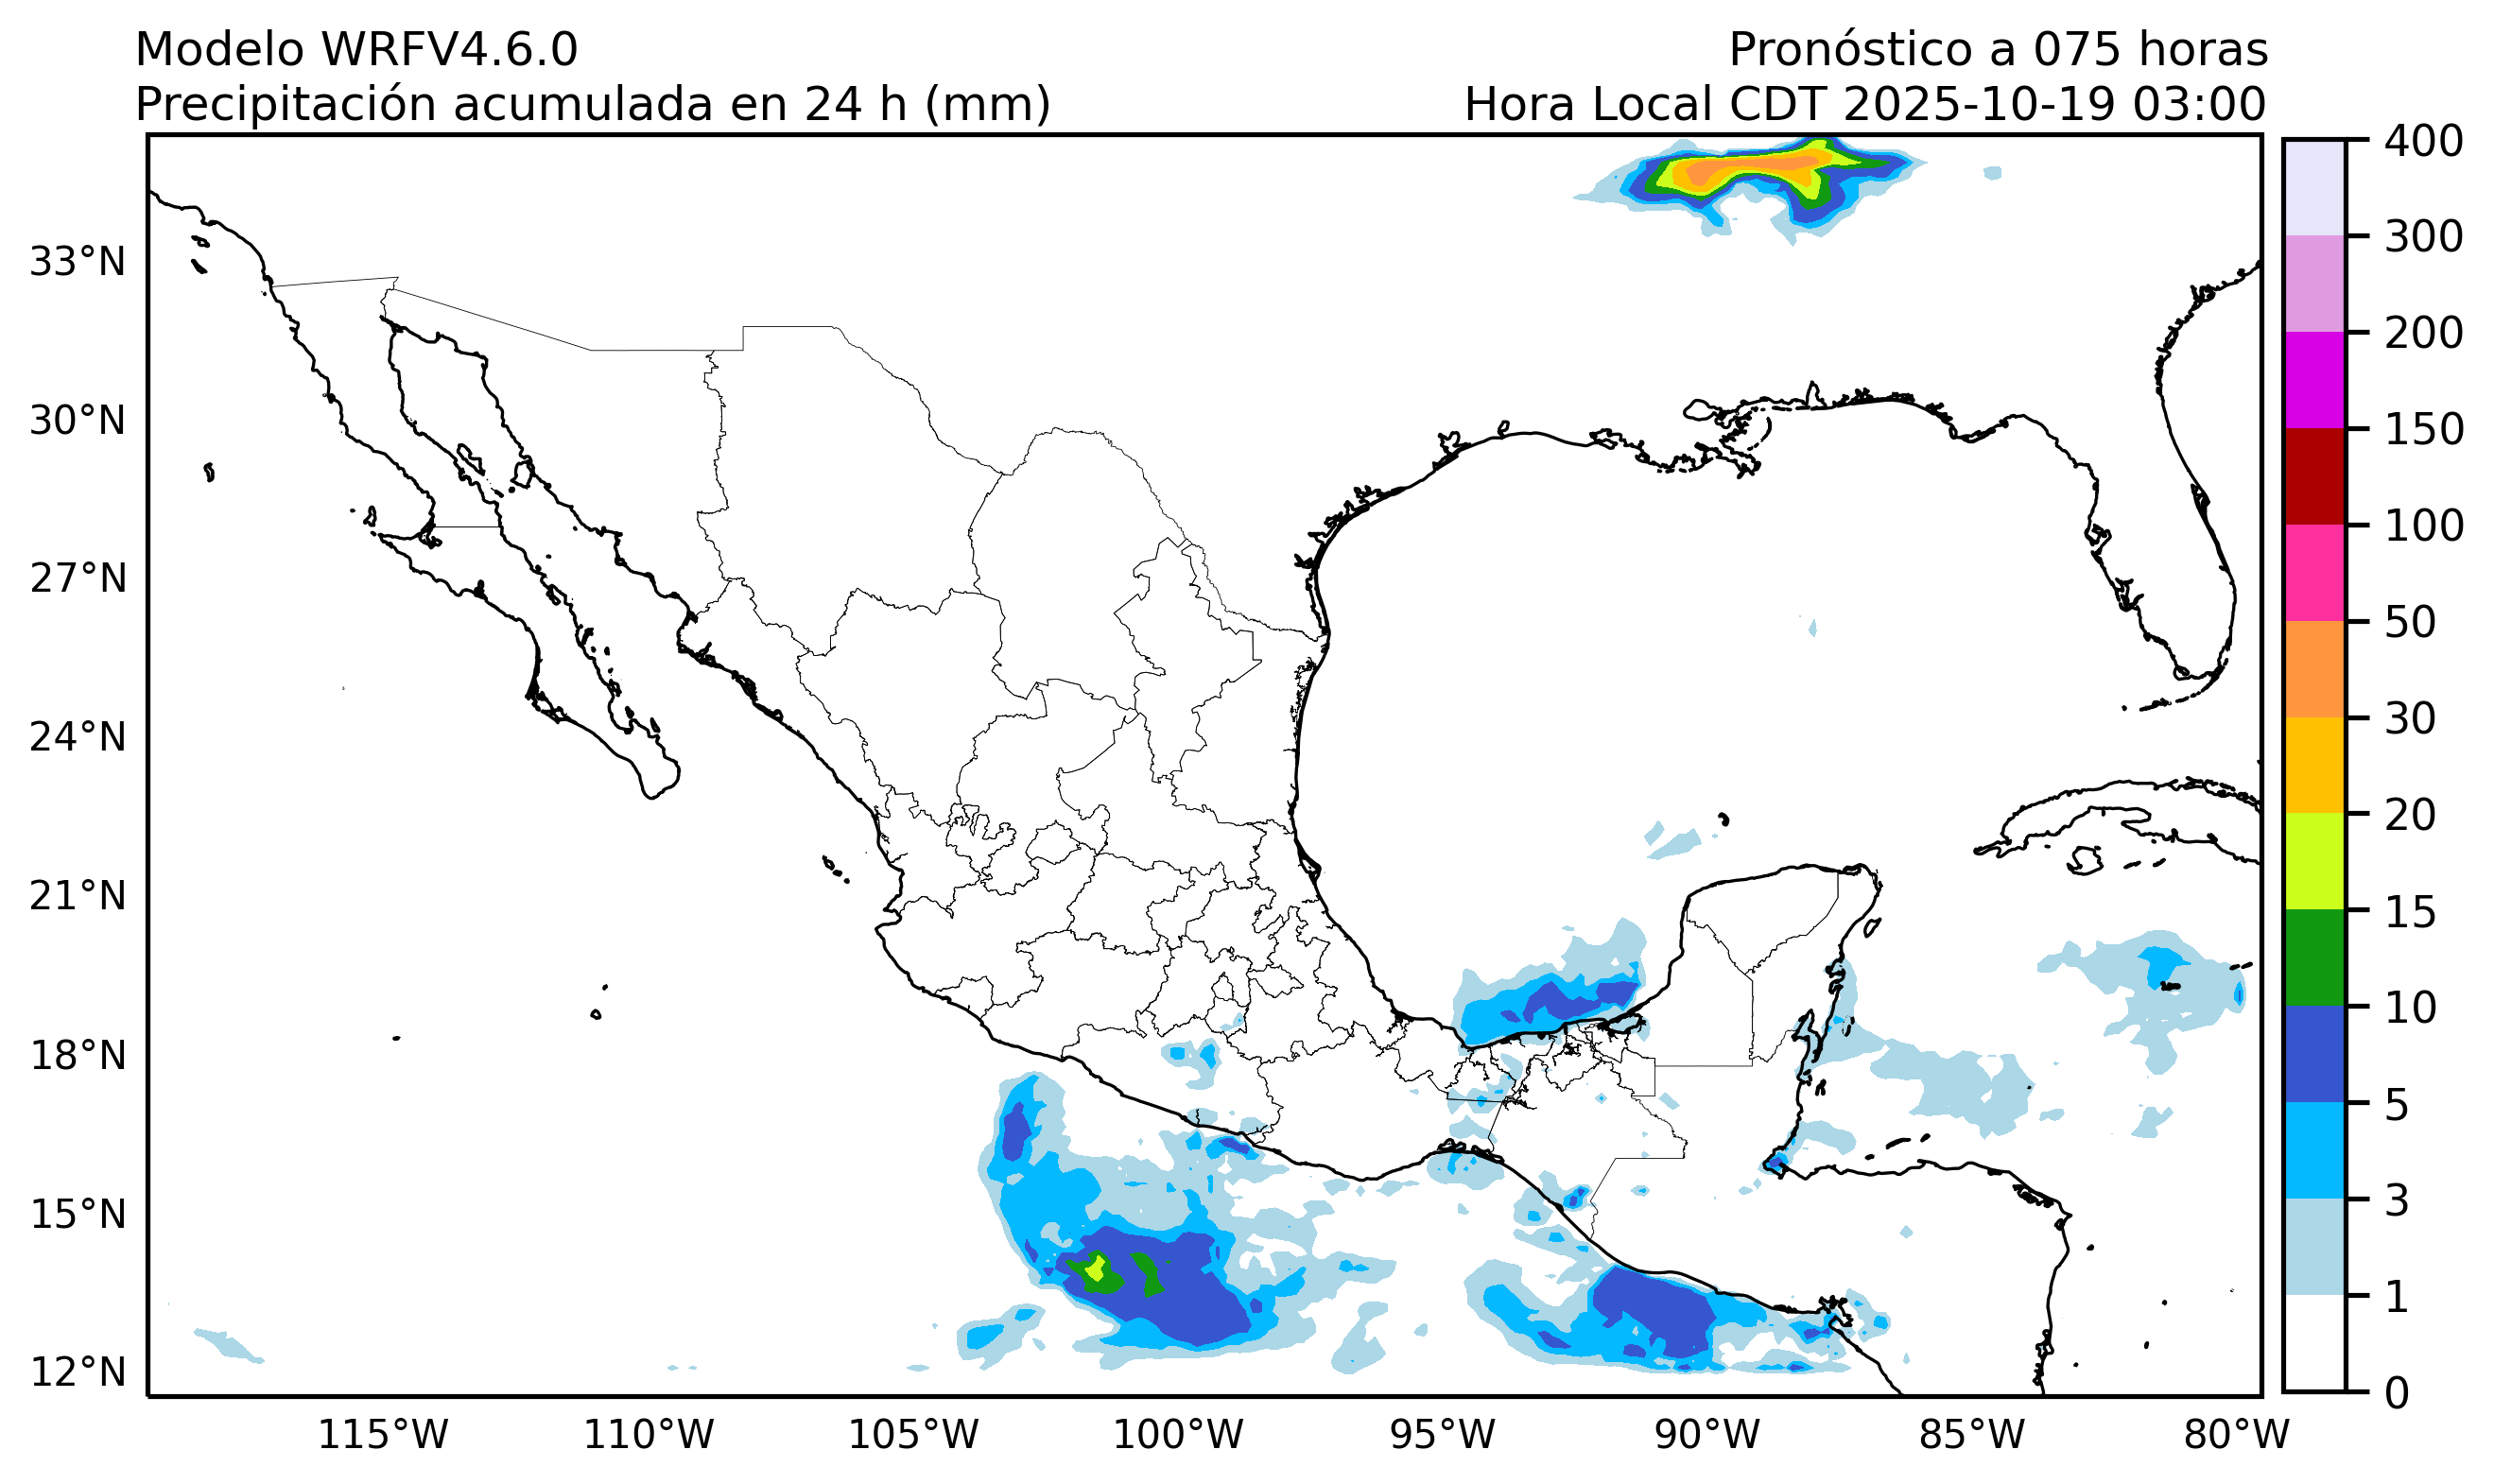 Modelo WRFV4.6.0
Pronóstico a 075 horas
Precipitación acumulada en 24 h (mm)
Hora Local CDT 2025-10-19 03:00
33°N
30°N
27°N
24°N
21°N
18°N
15°N
12°N
115°W
110°W
105°W
100°W
95°W
90°W
85°W
80°W
400
300
200
150
100
50
30
20
15
10
5
3
1
0